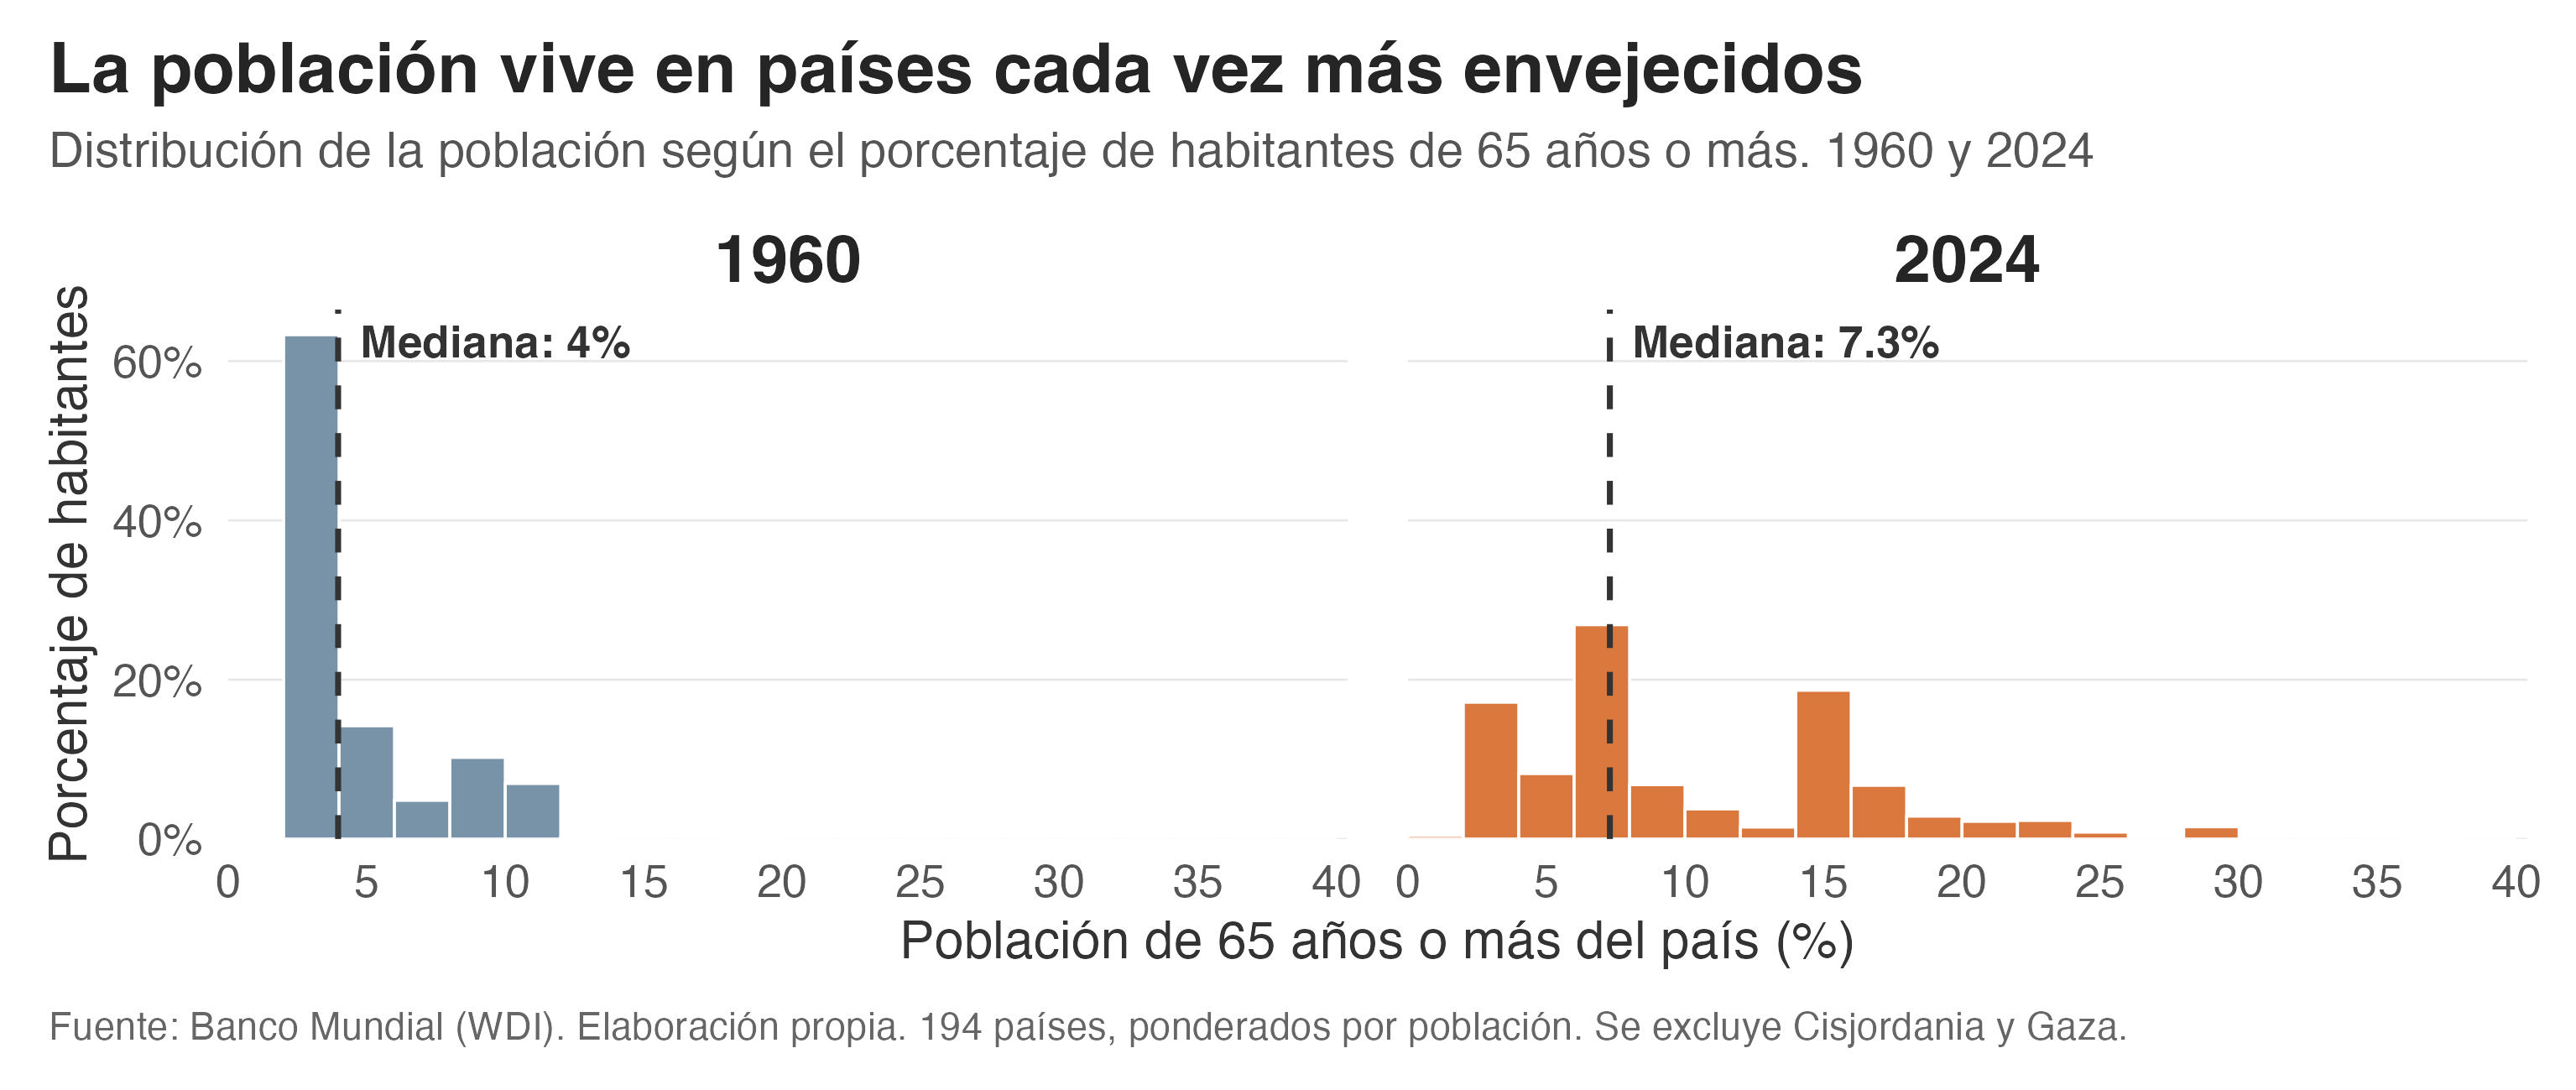 La población vive en países cada vez más envejecidos
Distribución de la población según el porcentaje de habitantes de 65 años o más. 1960 y 2024
1960
2024
Porcentaje de habitantes
Mediana: 4%
Mediana: 7.3%
60%
40%
20%
0%
0 5 10 15 20 25 30 35 40
0 5 10 15 20 25 30 35 40
Población de 65 años o más del país (%)
Fuente: Banco Mundial (WDI). Elaboración propia. 194 países, ponderados por población. Se excluye Cisjordania y Gaza.